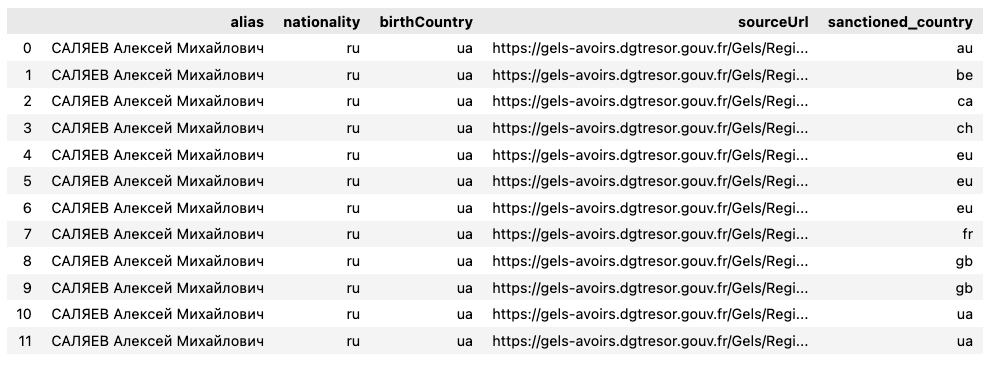 alias nationality birthCountry sourceUrl sanctioned_country
0 САЛЯЕВ Алексей Михайлович ru ua https://gels-avoirs.dgtresor.gouv.fr/Gels/Regi... au
1 САЛЯЕВ Алексей Михайлович ru ua https://gels-avoirs.dgtresor.gouv.fr/Gels/Regi... be
2 САЛЯЕВ Алексей Михайлович ru ua https://gels-avoirs.dgtresor.gouv.fr/Gels/Regi... ca
3 САЛЯЕВ Алексей Михайлович ru ua https://gels-avoirs.dgtresor.gouv.fr/Gels/Regi... ch
4 САЛЯЕВ Алексей Михайлович ru ua https://gels-avoirs.dgtresor.gouv.fr/Gels/Regi... eu
5 САЛЯЕВ Алексей Михайлович ru ua https://gels-avoirs.dgtresor.gouv.fr/Gels/Regi... eu
6 САЛЯЕВ Алексей Михайлович ru ua https://gels-avoirs.dgtresor.gouv.fr/Gels/Regi... eu
7 САЛЯЕВ Алексей Михайлович ru ua https://gels-avoirs.dgtresor.gouv.fr/Gels/Regi... fr
8 САЛЯЕВ Алексей Михайлович ru ua https://gels-avoirs.dgtresor.gouv.fr/Gels/Regi... gb
9 САЛЯЕВ Алексей Михайлович ru ua https://gels-avoirs.dgtresor.gouv.fr/Gels/Regi... gb
10 САЛЯЕВ Алексей Михайлович ru ua https://gels-avoirs.dgtresor.gouv.fr/Gels/Regi... ua
11 САЛЯЕВ Алексей Михайлович ru ua https://gels-avoirs.dgtresor.gouv.fr/Gels/Regi... ua